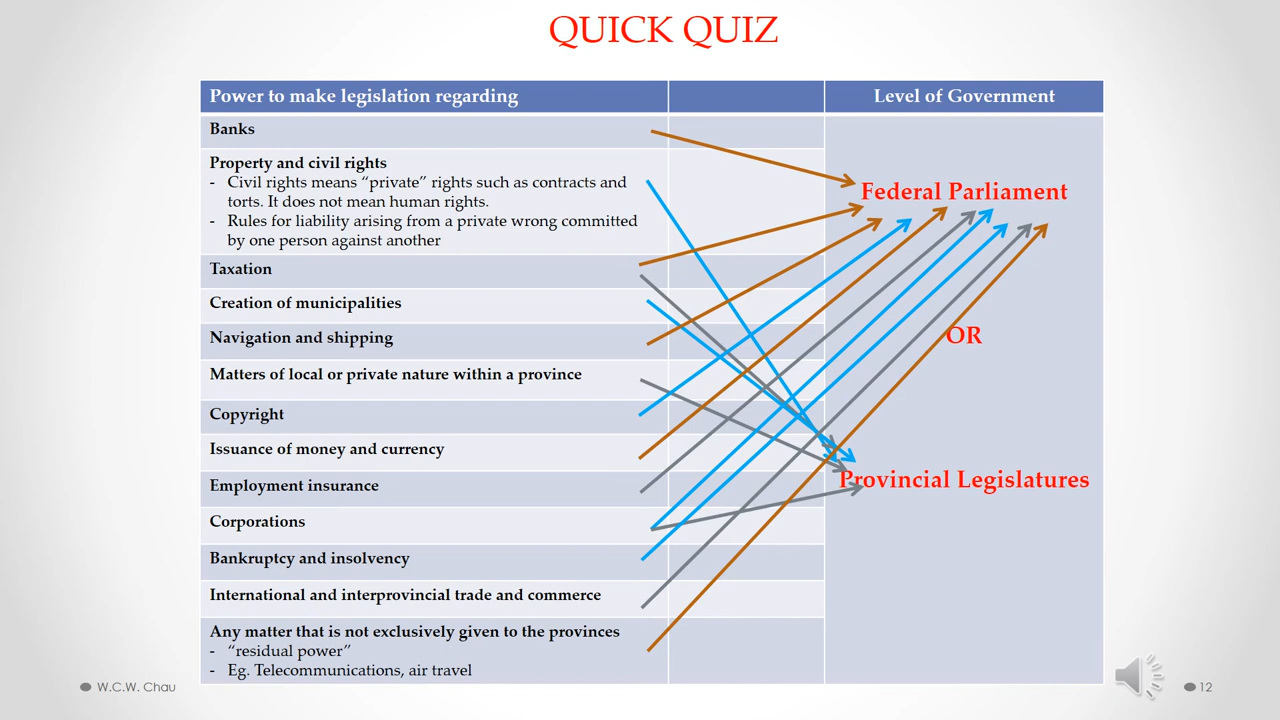 QUICK QUIZ
Power to make legislation regarding
Level of Government
Banks
Property and civil rights
- Civil rights means “private” rights such as contracts and
torts. It does not mean human rights.
- Rules for liability arising from a private wrong committed
by one person against another
Taxation
Creation of municipalities
Navigation and shipping
Matters of local or private nature within a province
Copyright
Issuance of money and currency
Employment insurance
Corporations
Bankruptcy and insolvency
International and interprovincial trade and commerce
Any matter that is not exclusively given to the provinces
- “residual power”
- Eg. Telecommunications, air travel
Federal Parliament
OR
Provincial Legislatures
W.C.W. Chau
12